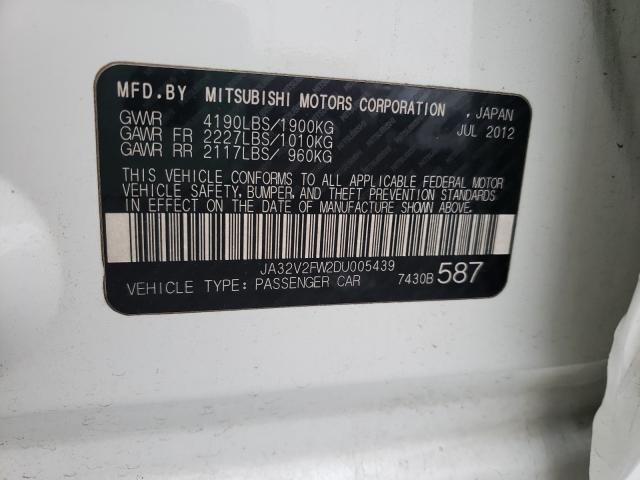 MFD.BY MITSUBISHI MOTORS CORPORATION , JAPAN
GVWR 4190LBS/1900KG JUL 2012
GAWR FR 2227LBS/1010KG
GAWR RR 2117LBS/ 960KG
THIS VEHICLE CONFORMS TO ALL APPLICABLE FEDERAL MOTOR
VEHICLE SAFETY, BUMPER, AND THEFT PREVENTION STANDARDS
IN EFFECT ON THE DATE OF MANUFACTURE SHOWN ABOVE.
JA32V2FW2DU005439
VEHICLE TYPE: PASSENGER CAR 7430B 587